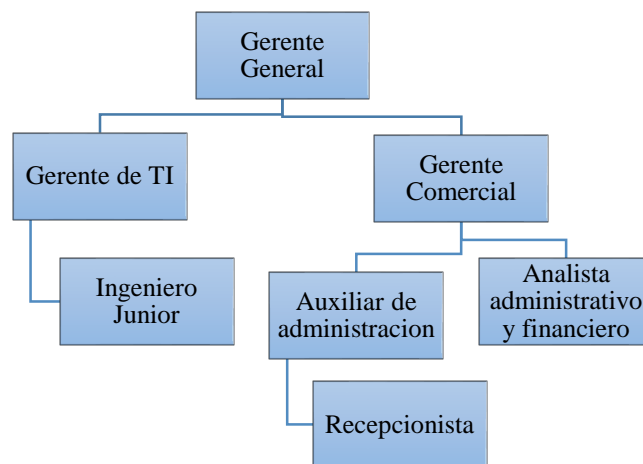 Gerente
General
Gerente de TI
Gerente
Comercial
Ingeniero
Junior
Auxiliar de
administracion
Analista
administrativo
y financiero
Recepcionista